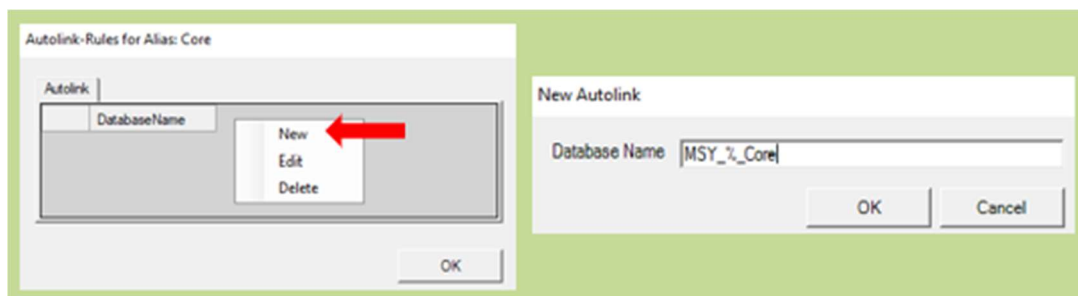 Autolink-Rules for Alias: Core
Autolink
DatabaseName
New
Edit
Delete
OK
New Autolink
Database Name MSY_%_Core
OK Cancel